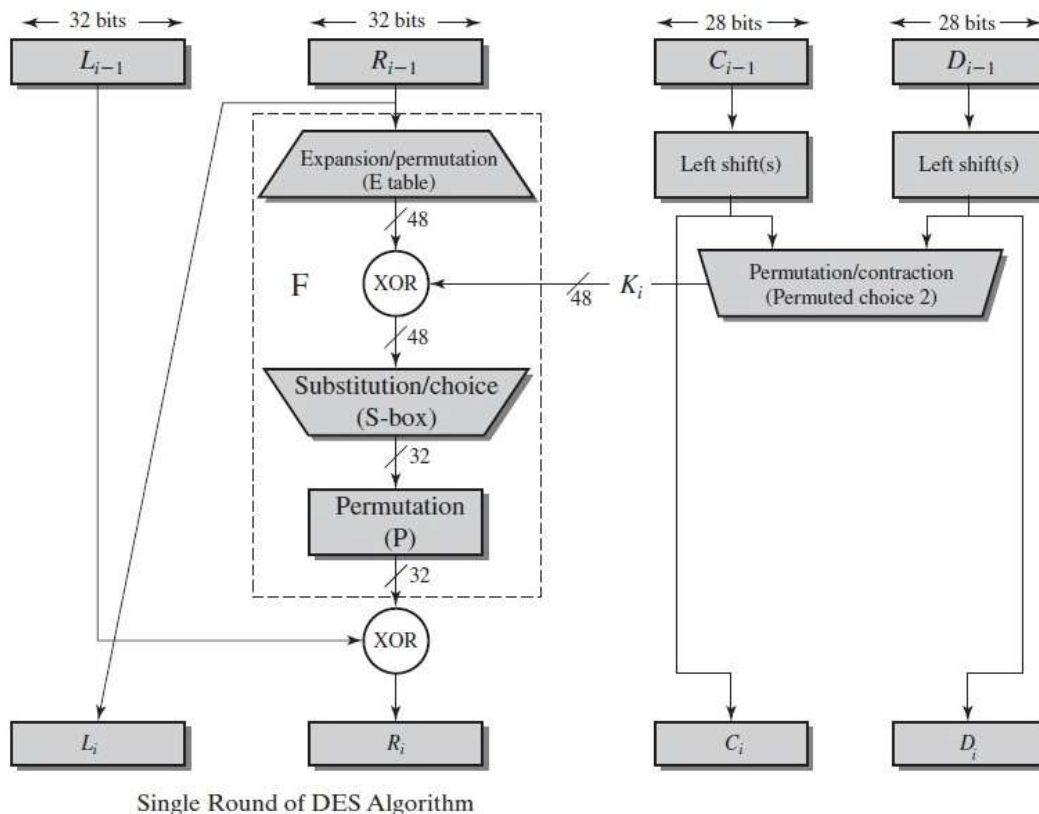 32 bits
32 bits
28 bits
28 bits
L_{i−1}
R_{i−1}
C_{i−1}
D_{i−1}
Expansion/permutation
(E table)
Left shift(s)
Left shift(s)
48
F
XOR
48
K_i
Permutation/contraction
(Permuted choice 2)
48
Substitution/choice
(S-box)
32
Permutation
(P)
32
XOR
L_i
R_i
C_i
D_i
Single Round of DES Algorithm